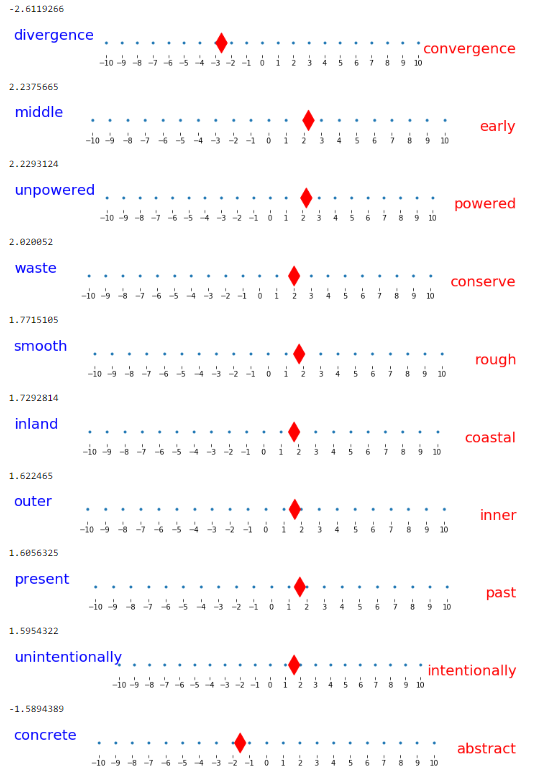 -2.6119266
divergence
convergence
−10 −9 −8 −7 −6 −5 −4 −3 −2 −1 0 1 2 3 4 5 6 7 8 9 10
2.2375665
middle
early
−10 −9 −8 −7 −6 −5 −4 −3 −2 −1 0 1 2 3 4 5 6 7 8 9 10
2.2293124
unpowered
powered
−10 −9 −8 −7 −6 −5 −4 −3 −2 −1 0 1 2 3 4 5 6 7 8 9 10
2.020052
waste
conserve
−10 −9 −8 −7 −6 −5 −4 −3 −2 −1 0 1 2 3 4 5 6 7 8 9 10
1.7715107
smooth
rough
−10 −9 −8 −7 −6 −5 −4 −3 −2 −1 0 1 2 3 4 5 6 7 8 9 10
1.7292814
inland
coastal
−10 −9 −8 −7 −6 −5 −4 −3 −2 −1 0 1 2 3 4 5 6 7 8 9 10
1.622465
outer
inner
−10 −9 −8 −7 −6 −5 −4 −3 −2 −1 0 1 2 3 4 5 6 7 8 9 10
1.6056325
present
past
−10 −9 −8 −7 −6 −5 −4 −3 −2 −1 0 1 2 3 4 5 6 7 8 9 10
1.5954322
unintentionally
intentionally
−10 −9 −8 −7 −6 −5 −4 −3 −2 −1 0 1 2 3 4 5 6 7 8 9 10
-1.5894389
concrete
abstract
−10 −9 −8 −7 −6 −5 −4 −3 −2 −1 0 1 2 3 4 5 6 7 8 9 10